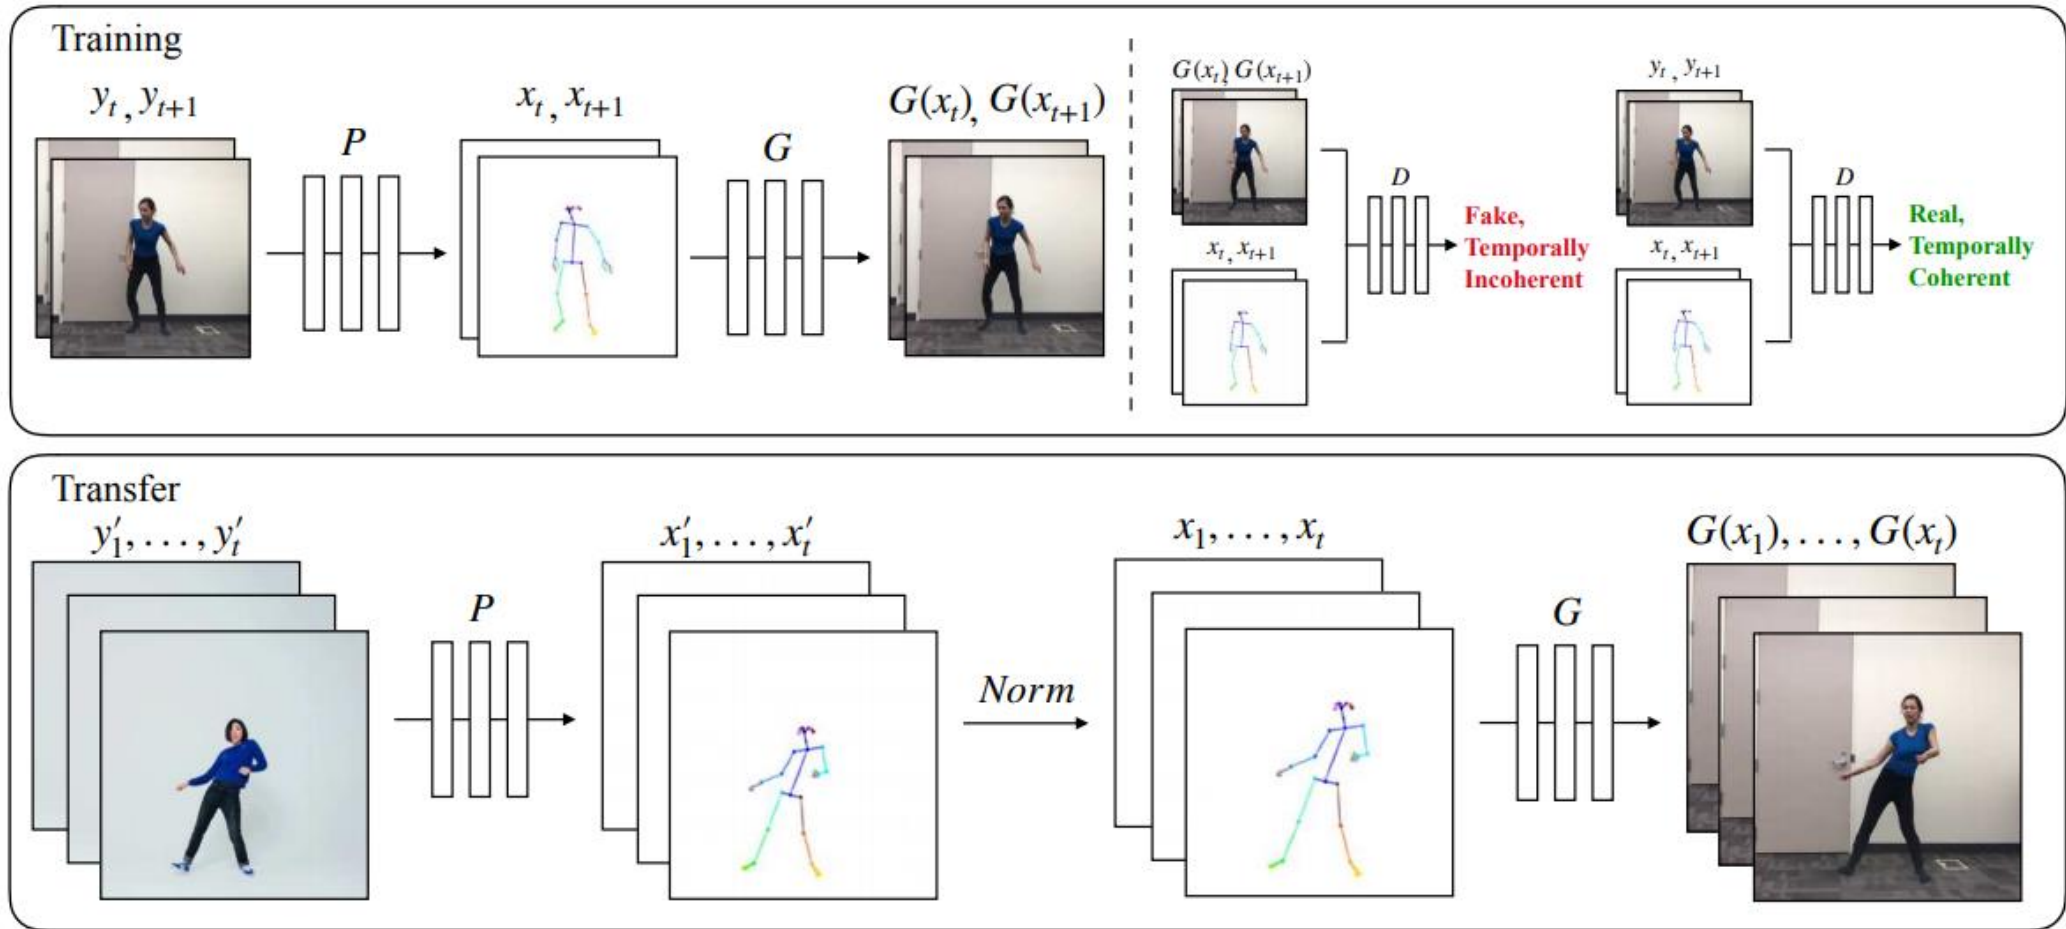 Training
y_t, y_{t+1}
P
x_t, x_{t+1}
G
G(x_t), G(x_{t+1})
G(x_t), G(x_{t+1})
x_t, x_{t+1}
D
Fake,
Temporally
Incoherent
y_t, y_{t+1}
x_t, x_{t+1}
D
Real,
Temporally
Coherent
Transfer
y′_1, . . . , y′_t
P
x′_1, . . . , x′_t
Norm
x_1, . . . , x_t
G
G(x_1), . . . , G(x_t)